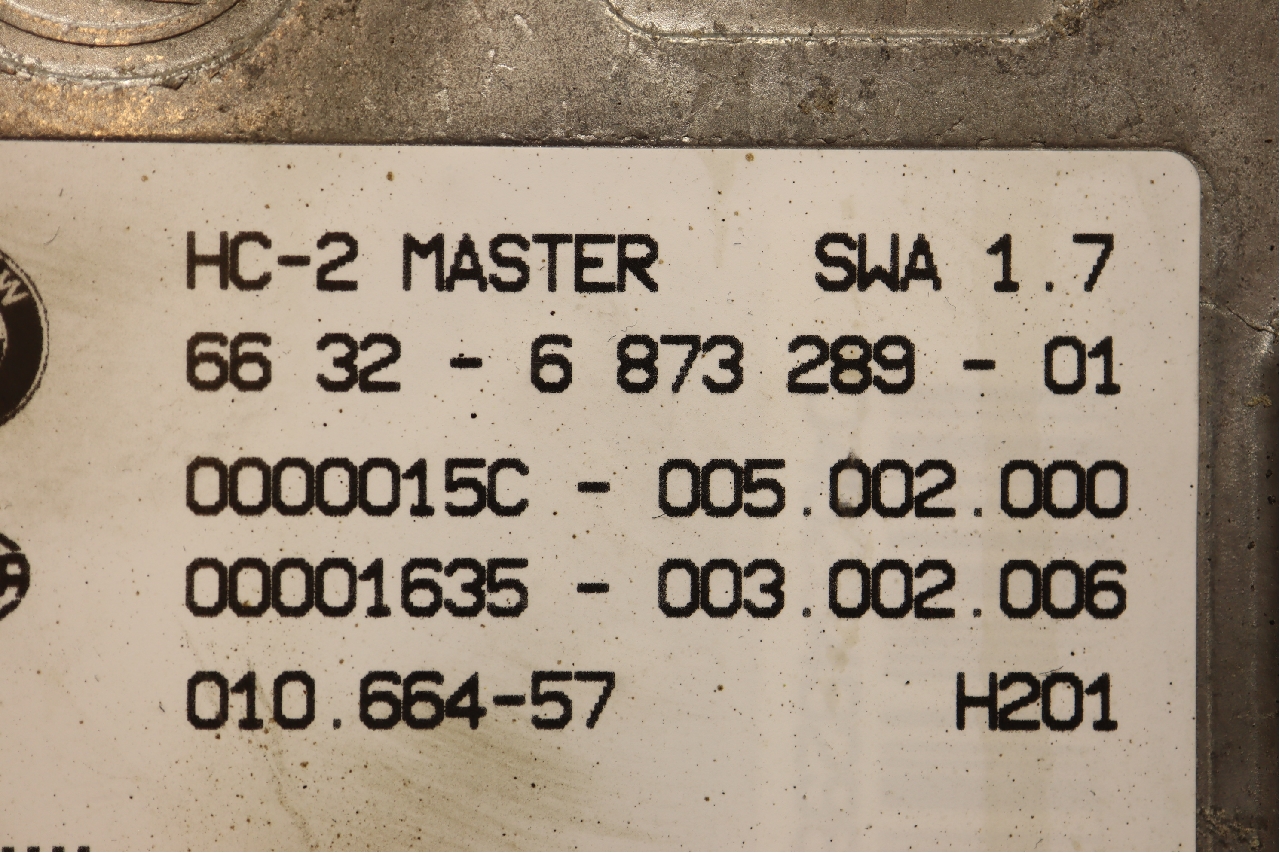 HC-2 MASTER SWA 1.7
66 32 - 6 873 289 - 01
0000015C - 005.002.000
00001635 - 003.002.006
010.664-57 H201